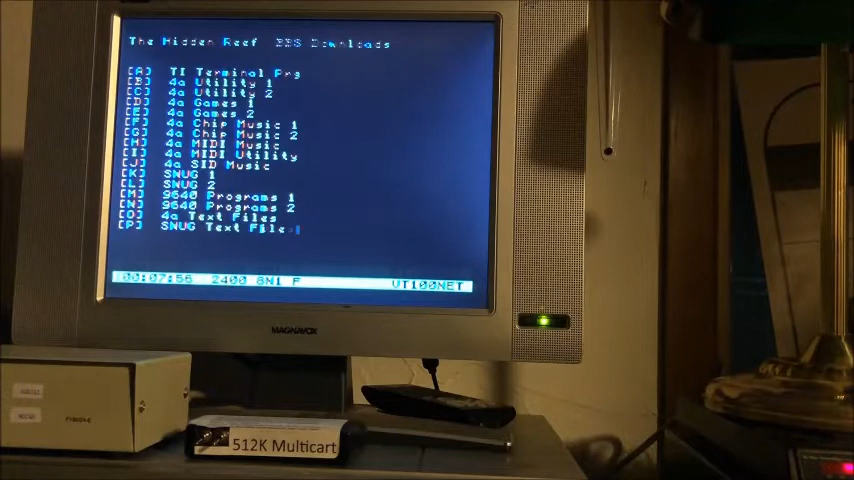 The Hidden Reef BBS Downloads
[A] TI Terminal Prg
[B] 4a Utility 1
[C] 4a Utility 2
[D] 4a Games 1
[E] 4a Games 2
[F] 4a Chip Music 1
[G] 4a Chip Music 2
[H] 4a MIDI Music
[I] 4a MIDI Utility
[J] 4a SID Music
[K] SNUG 1
[L] SNUG 2
[M] 9640 Programs 1
[N] 9640 Programs 2
[O] 4a Text Files
[P] SNUG Text File
00:07:56 2400 8N1 F VT100NET
MAGNAVOX
512K Multicart